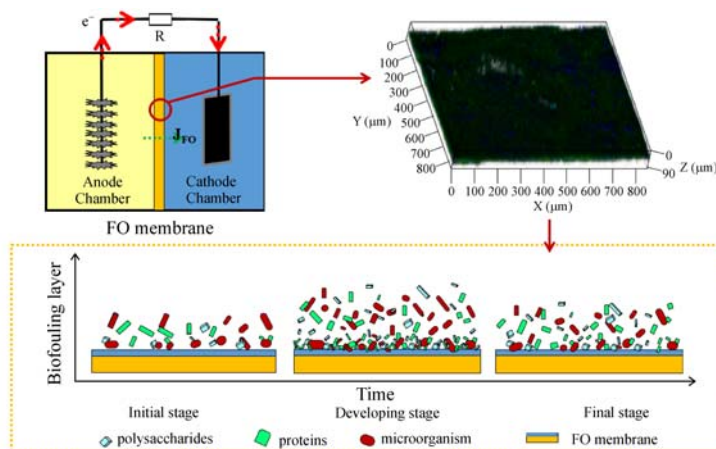 e⁻
R
J_FO
Anode
Chamber
Cathode
Chamber
FO membrane
0
100
200
300
400
500
600
700
800
Y (μm)
0
Z (μm)
90
0 100 200 300 400 500 600 700 800
X (μm)
Biofouling layer
Time
Initial stage
Developing stage
Final stage
polysaccharides
proteins
microorganism
FO membrane